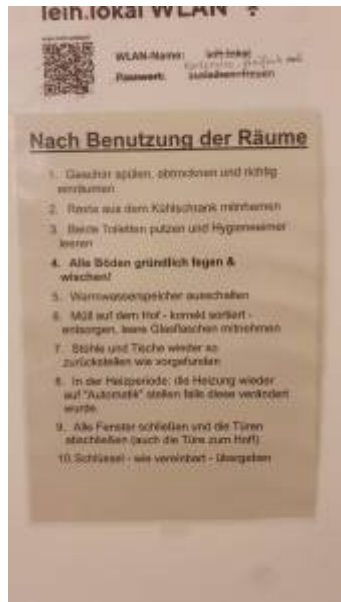 leih.lokal WLAN
WLAN-Name: leih.lokal
Passwort: ausleihen+freuen
Nach Benutzung der Räume
1. Geschirr spülen, abtrocknen und richtig
einräumen
2. Reste aus dem Kühlschrank mitnehmen
3. Beide Toiletten putzen und Hygieneeimer
leeren
4. Alle Böden gründlich fegen &
wischen!
5. Warmwasserspeicher ausschalten
6. Müll auf dem Hof - korrekt sortiert -
entsorgen, leere Glasflaschen mitnehmen
7. Stühle und Tische wieder so
zurückstellen wie vorgefunden
8. In der Heizperiode: die Heizung wieder
auf "Automatik" stellen falls diese verändert
wurde.
9. Alle Fenster schließen und die Türen
abschließen (auch die Türe zum Hof!)
10. Schlüssel - wie vereinbart - übergeben